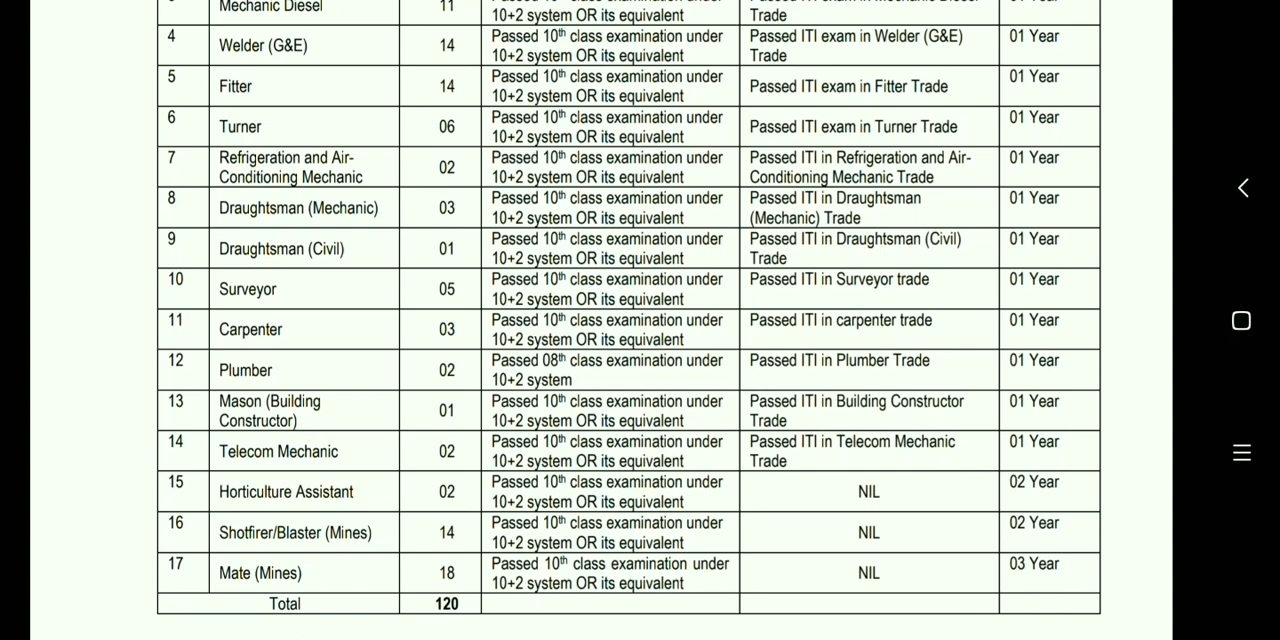 Mechanic Diesel 11 10+2 system OR its equivalent Trade
4 Welder (G&E) 14 Passed 10th class examination under Passed ITI exam in Welder (G&E) 01 Year
10+2 system OR its equivalent Trade
5 Fitter 14 Passed 10th class examination under Passed ITI exam in Fitter Trade 01 Year
10+2 system OR its equivalent
6 Turner 06 Passed 10th class examination under Passed ITI exam in Turner Trade 01 Year
10+2 system OR its equivalent
7 Refrigeration and Air- 02 Passed 10th class examination under Passed ITI in Refrigeration and Air- 01 Year
Conditioning Mechanic 10+2 system OR its equivalent Conditioning Mechanic Trade
8 Draughtsman (Mechanic) 03 Passed 10th class examination under Passed ITI in Draughtsman 01 Year
10+2 system OR its equivalent (Mechanic) Trade
9 Draughtsman (Civil) 01 Passed 10th class examination under Passed ITI in Draughtsman (Civil) 01 Year
10+2 system OR its equivalent Trade
10 Surveyor 05 Passed 10th class examination under Passed ITI in Surveyor trade 01 Year
10+2 system OR its equivalent
11 Carpenter 03 Passed 10th class examination under Passed ITI in carpenter trade 01 Year
10+2 system OR its equivalent
12 Plumber 02 Passed 08th class examination under Passed ITI in Plumber Trade 01 Year
10+2 system
13 Mason (Building 01 Passed 10th class examination under Passed ITI in Building Constructor 01 Year
Constructor) 10+2 system OR its equivalent Trade
14 Telecom Mechanic 02 Passed 10th class examination under Passed ITI in Telecom Mechanic 01 Year
10+2 system OR its equivalent Trade
15 Horticulture Assistant 02 Passed 10th class examination under NIL 02 Year
10+2 system OR its equivalent
16 Shotfirer/Blaster (Mines) 14 Passed 10th class examination under NIL 02 Year
10+2 system OR its equivalent
17 Mate (Mines) 18 Passed 10th class examination under NIL 03 Year
10+2 system OR its equivalent
Total 120